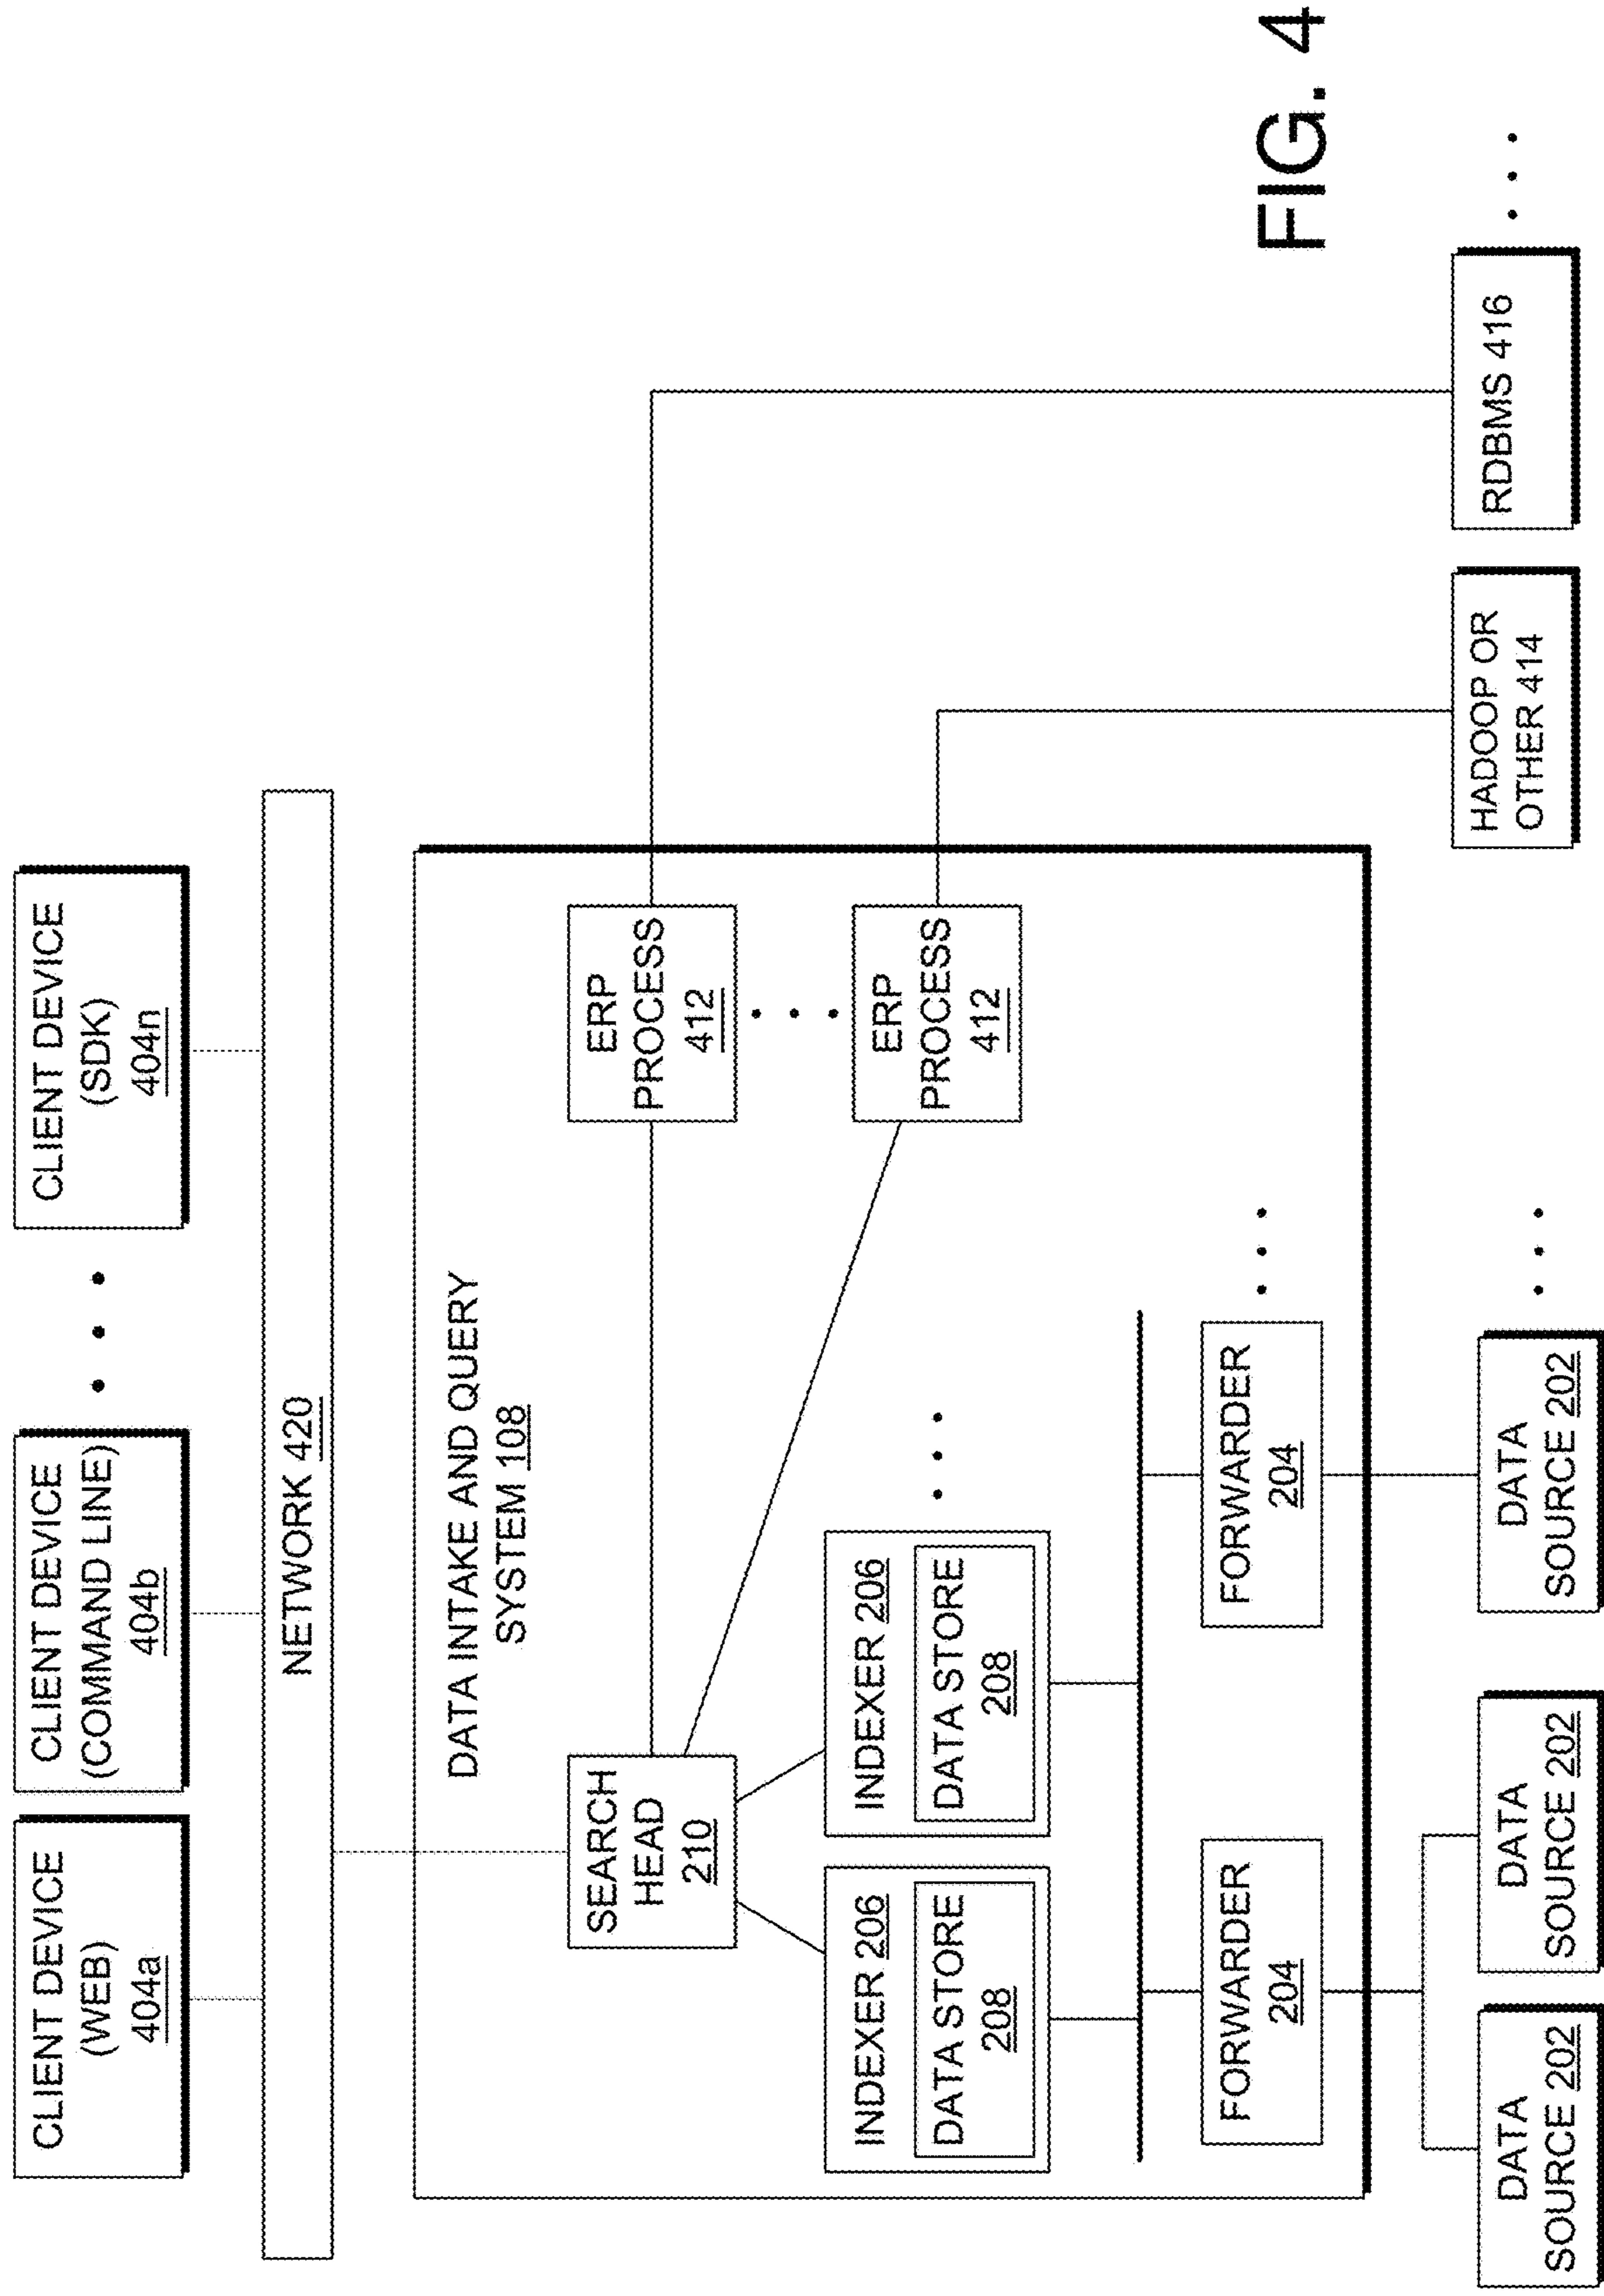 CLIENT DEVICE
(WEB)
404a
CLIENT DEVICE
(COMMAND LINE)
404b
CLIENT DEVICE
(SDK)
404n
NETWORK 420
DATA INTAKE AND QUERY
SYSTEM 108
SEARCH
HEAD
210
ERP
PROCESS
412
ERP
PROCESS
412
INDEXER 206
DATA STORE
208
INDEXER 206
DATA STORE
208
FORWARDER
204
FORWARDER
204
DATA
SOURCE 202
DATA
SOURCE 202
DATA
SOURCE 202
HADOOP OR
OTHER 414
RDBMS 416
FIG. 4